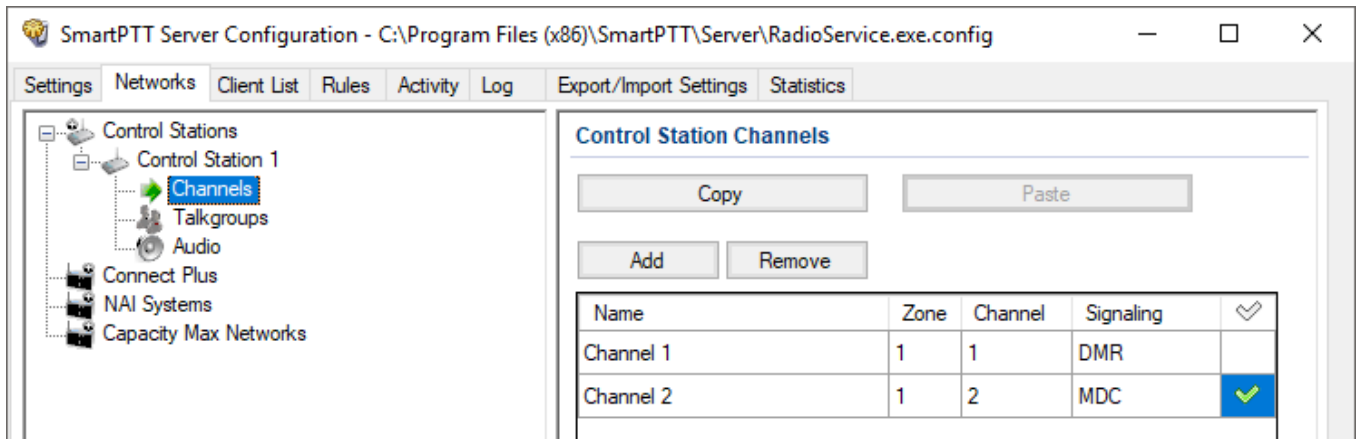 SmartPTT Server Configuration - C:\Program Files (x86)\SmartPTT\Server\RadioService.exe.config
Settings Networks Client List Rules Activity Log Export/Import Settings Statistics
Control Stations
Control Station 1
Channels
Talkgroups
Audio
Connect Plus
NAI Systems
Capacity Max Networks
Control Station Channels
Copy Paste
Add Remove
Name Zone Channel Signaling
Channel 1 1 1 DMR
Channel 2 1 2 MDC